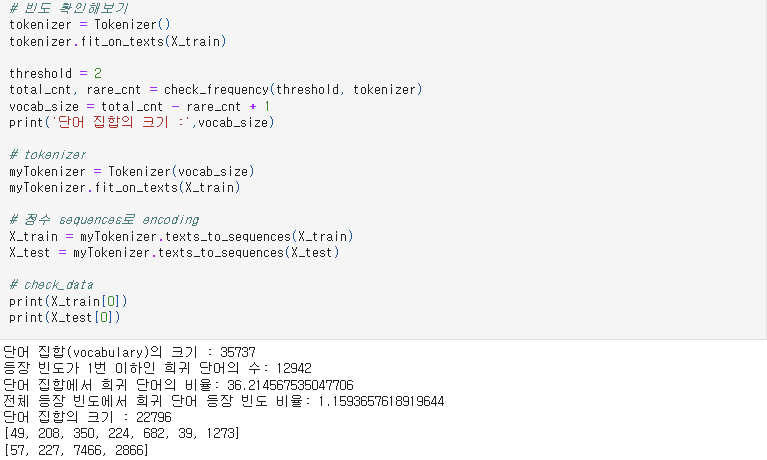 # 빈도 확인해보기
tokenizer = Tokenizer()
tokenizer.fit_on_texts(X_train)
threshold = 2
total_cnt, rare_cnt = check_frequency(threshold, tokenizer)
vocab_size = total_cnt - rare_cnt + 1
print('단어 집합의 크기 :',vocab_size)
# tokenizer
myTokenizer = Tokenizer(vocab_size)
myTokenizer.fit_on_texts(X_train)
# 정수 sequences로 encoding
X_train = myTokenizer.texts_to_sequences(X_train)
X_test = myTokenizer.texts_to_sequences(X_test)
# check_data
print(X_train[0])
print(X_test[0])
단어 집합(vocabulary)의 크기 : 35737
등장 빈도가 1번 이하인 희귀 단어의 수: 12942
단어 집합에서 희귀 단어의 비율: 36.214567535047706
전체 등장 빈도에서 희귀 단어 등장 빈도 비율: 1.1593657618919644
단어 집합의 크기 : 22796
[49, 208, 350, 224, 682, 39, 1273]
[57, 227, 7466, 2866]